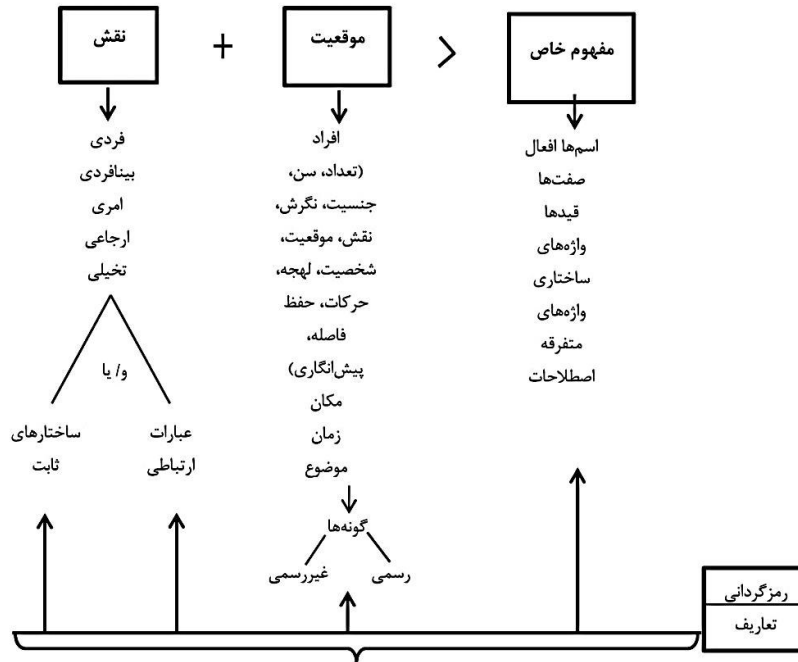 نقش
+
موقعیت
>
مفهوم خاص
فردی
بینافردی
امری
ارجاعی
تخیلی
و/ یا
ساختارهای
ثابت
عبارات
ارتباطی
افراد
(تعداد، سن،
جنسیت، نگرش،
نقش، موقعیت،
شخصیت، لهجه،
حرکات، حفظ
فاصله،
پیش‌انگاری)
مکان
زمان
موضوع
گونه‌ها
غیررسمی
رسمی
اسم‌ها افعال
صفت‌ها
قیدها
واژه‌های
ساختاری
واژه‌های
متفرقه
اصطلاحات
رمزگردانی
تعاریف